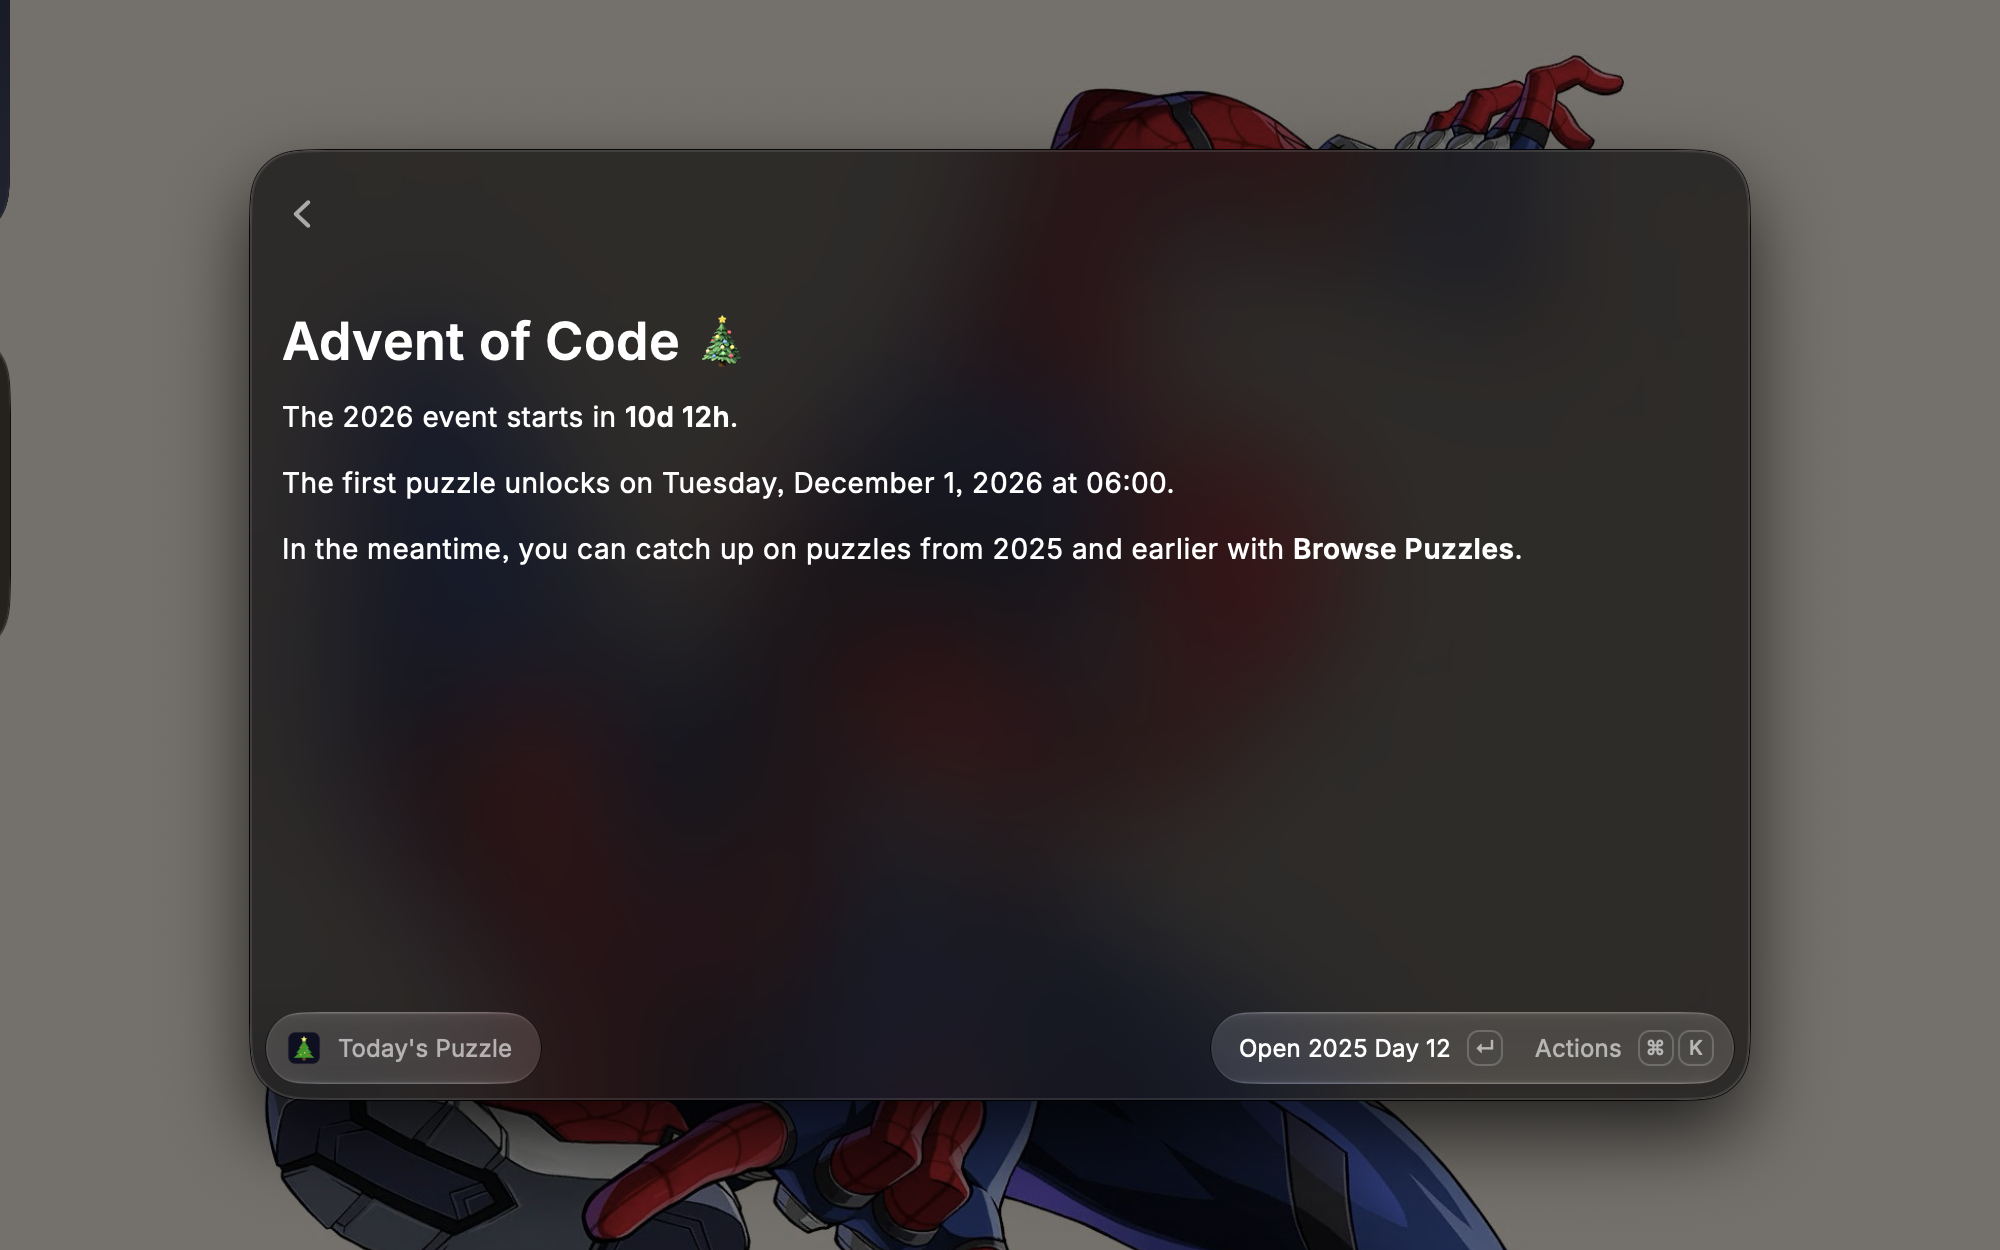 Advent of Code 🎄
The 2026 event starts in 10d 12h.
The first puzzle unlocks on Tuesday, December 1, 2026 at 06:00.
In the meantime, you can catch up on puzzles from 2025 and earlier with Browse Puzzles.
Today's Puzzle
Open 2025 Day 12 ↵ Actions ⌘ K